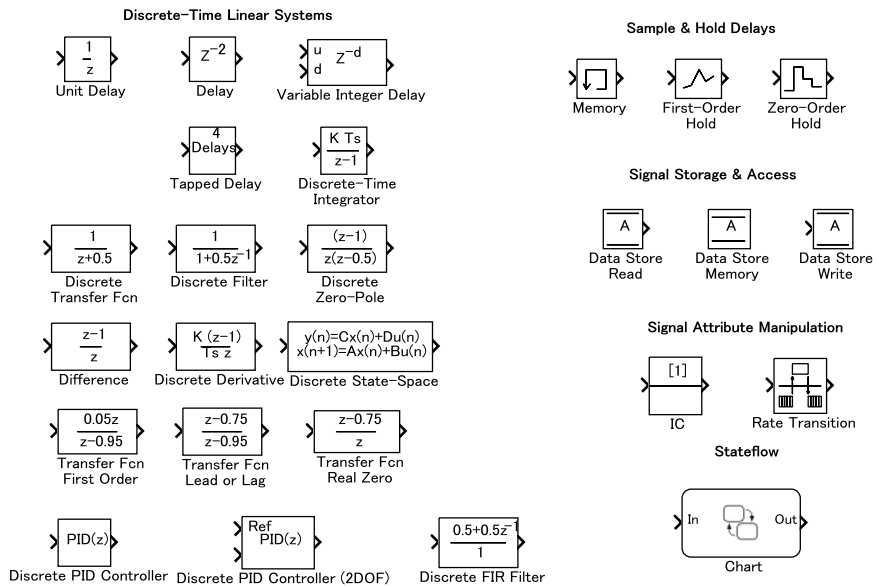 Discrete-Time Linear Systems
1
z
Unit Delay
Z-2
Delay
u
d
Z-d
Variable Integer Delay
4
Delays
Tapped Delay
K Ts
z-1
Discrete-Time
Integrator
1
z+0.5
Discrete
Transfer Fcn
1
1+0.5z-1
Discrete Filter
(z-1)
z(z-0.5)
Discrete
Zero-Pole
z-1
z
Difference
K (z-1)
Ts z
Discrete Derivative
y(n)=Cx(n)+Du(n)
x(n+1)=Ax(n)+Bu(n)
Discrete State-Space
0.05z
z-0.95
Transfer Fcn
First Order
z-0.75
z-0.95
Transfer Fcn
Lead or Lag
z-0.75
z
Transfer Fcn
Real Zero
PID(z)
Discrete PID Controller
Ref
PID(z)
Discrete PID Controller (2DOF)
0.5+0.5z-1
1
Discrete FIR Filter
Sample & Hold Delays
Memory
First-Order
Hold
Zero-Order
Hold
Signal Storage & Access
A
Data Store
Read
A
Data Store
Memory
A
Data Store
Write
Signal Attribute Manipulation
[1]
IC
Rate Transition
Stateflow
In
Out
Chart